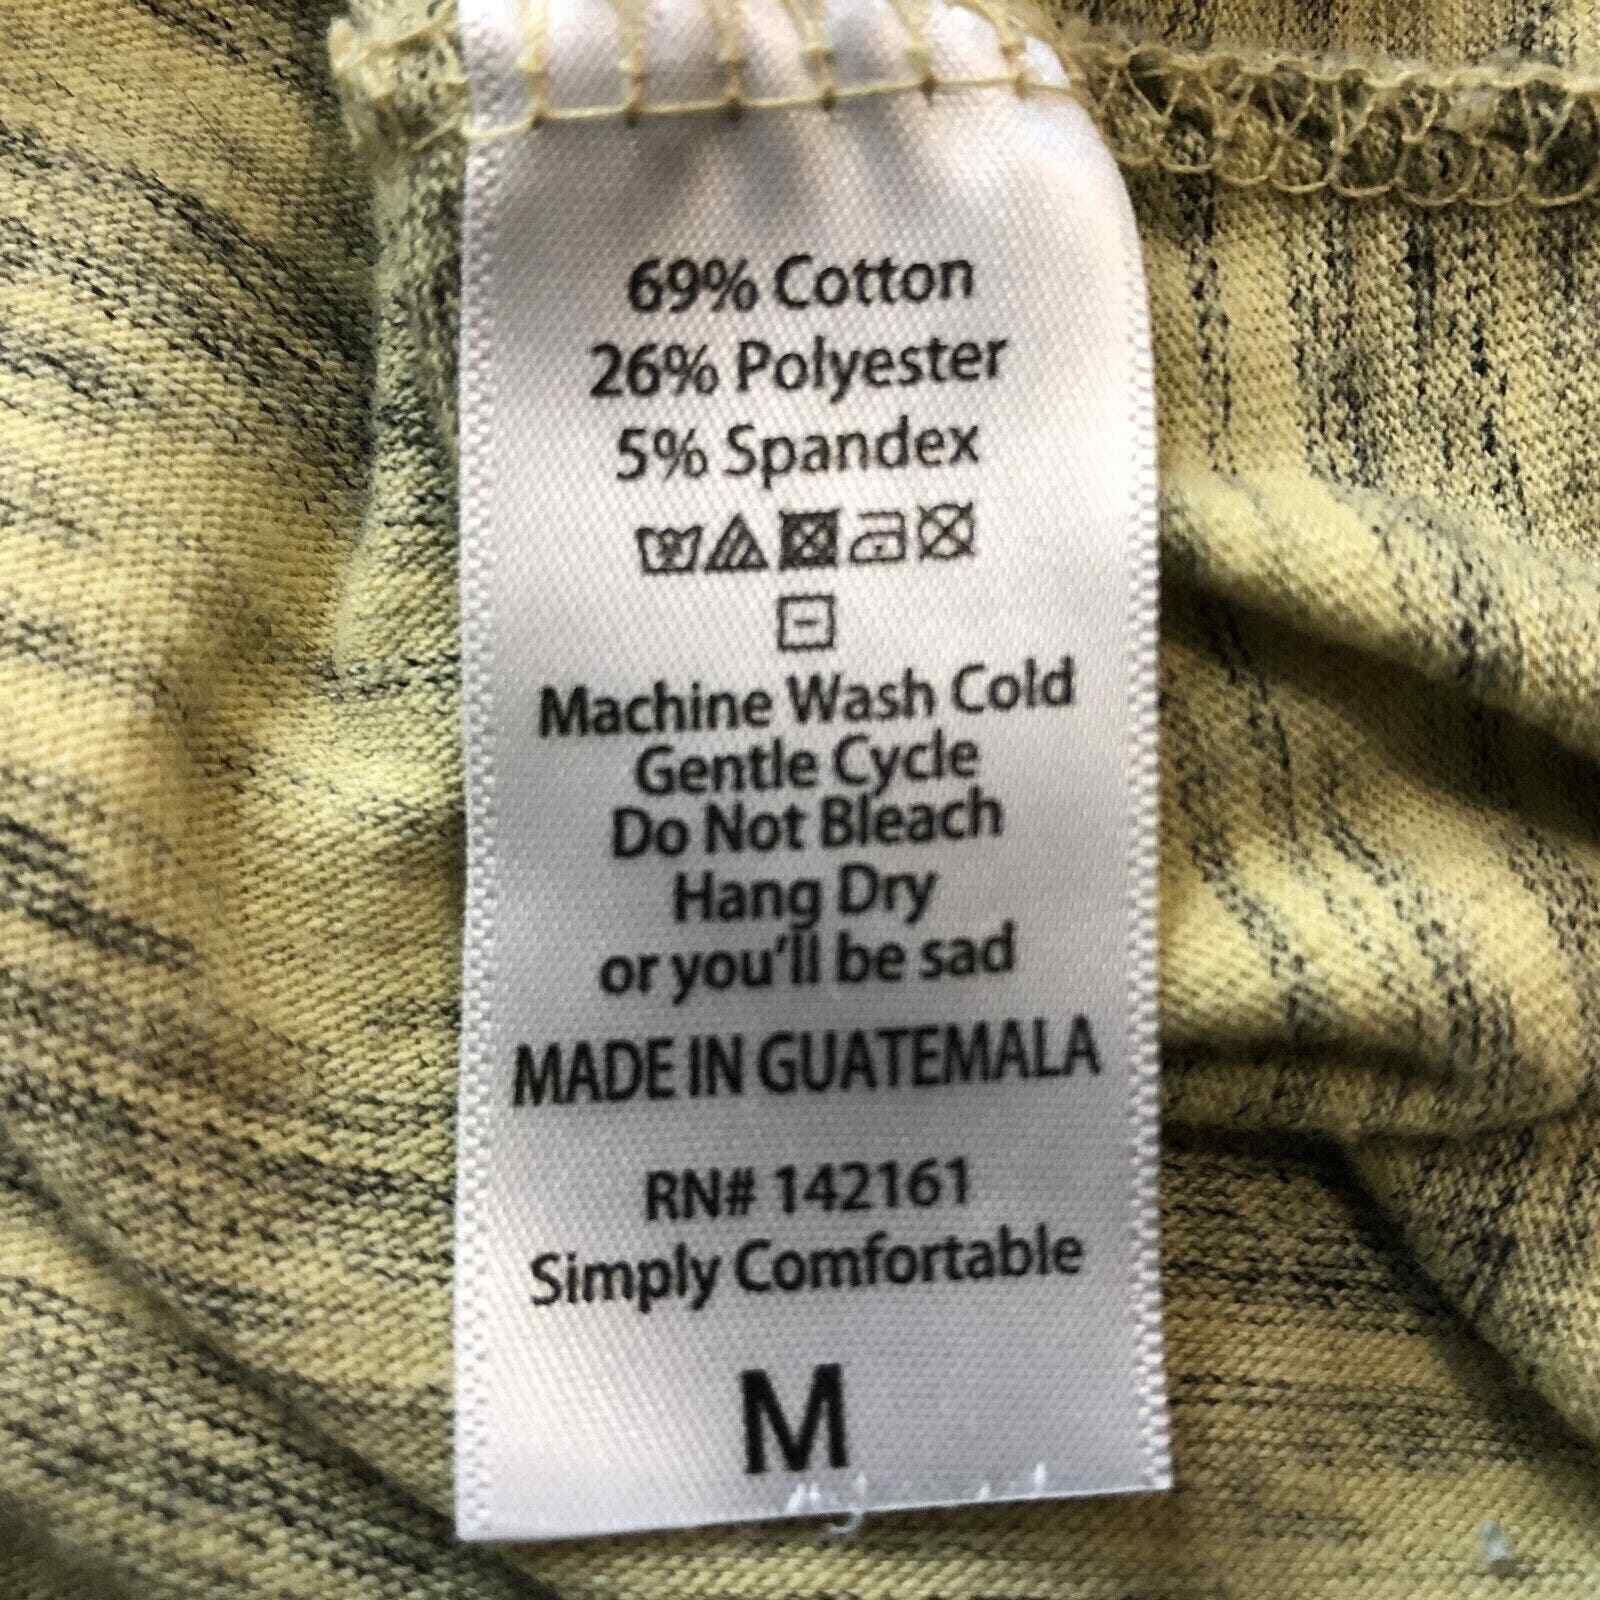 69% Cotton
26% Polyester
5% Spandex
Machine Wash Cold
Gentle Cycle
Do Not Bleach
Hang Dry
or you'll be sad
MADE IN GUATEMALA
RN# 142161
Simply Comfortable
M